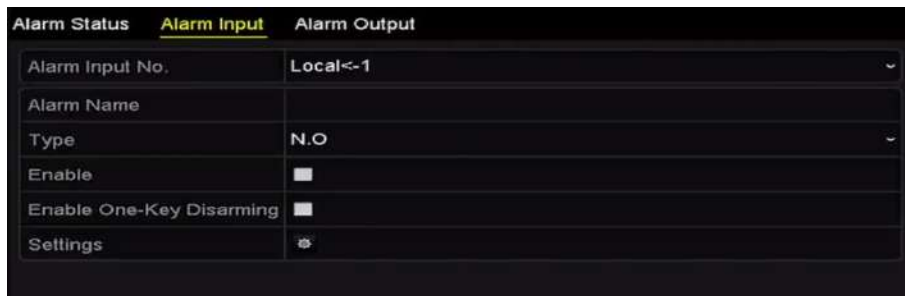 Alarm Status Alarm Input Alarm Output
Alarm Input No. Local<-1
Alarm Name
Type N.O
Enable
Enable One-Key Disarming
Settings